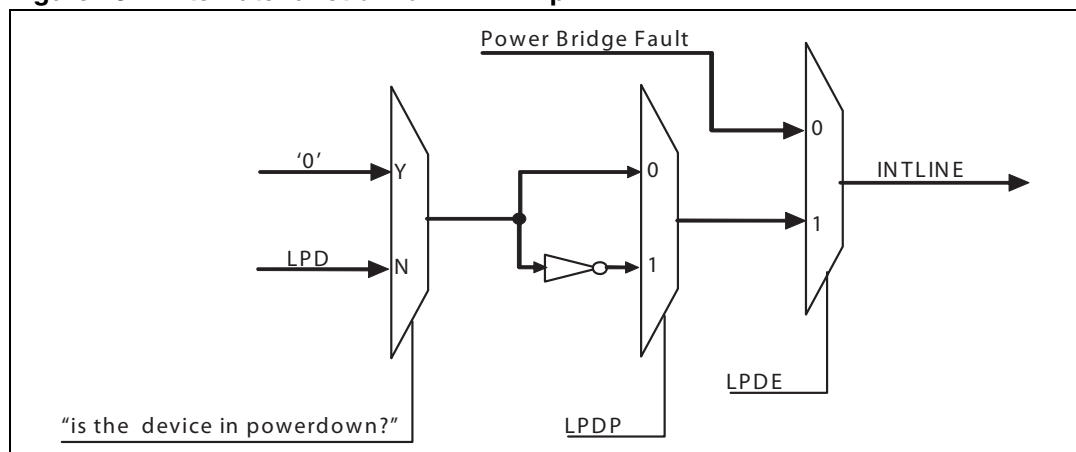 Power Bridge Fault
0
'0'
Y
0
INTLINE
1
LPD
N
1
LPDE
"is the device in powerdown?"
LPDP